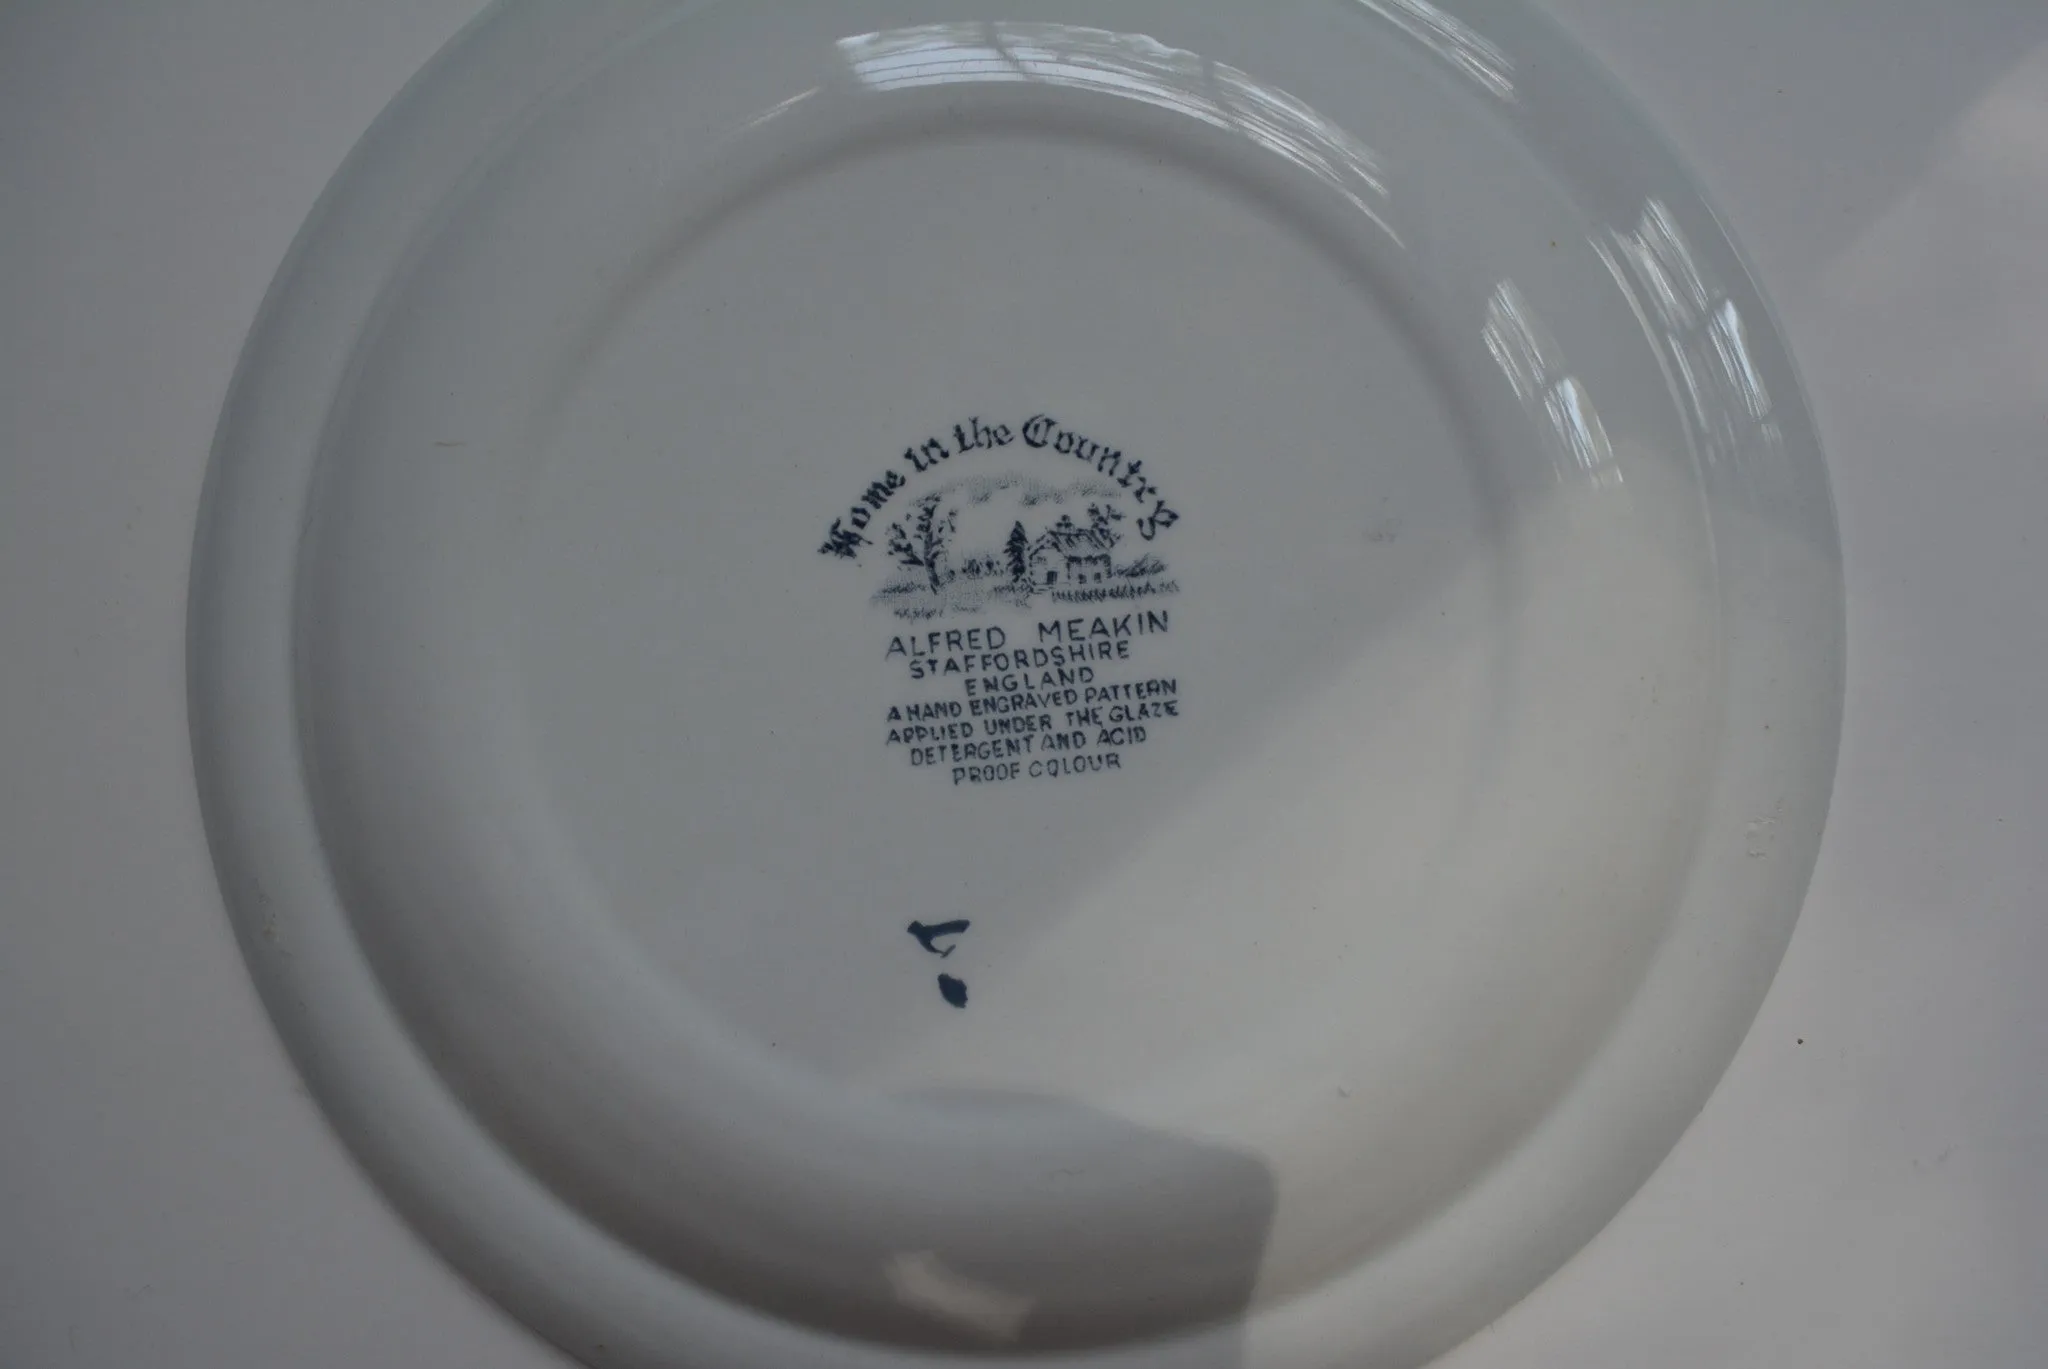 Home in the Country
ALFRED MEAKIN
STAFFORDSHIRE
ENGLAND
A HAND ENGRAVED PATTERN
APPLIED UNDER THE GLAZE
DETERGENT AND ACID
PROOF COLOUR